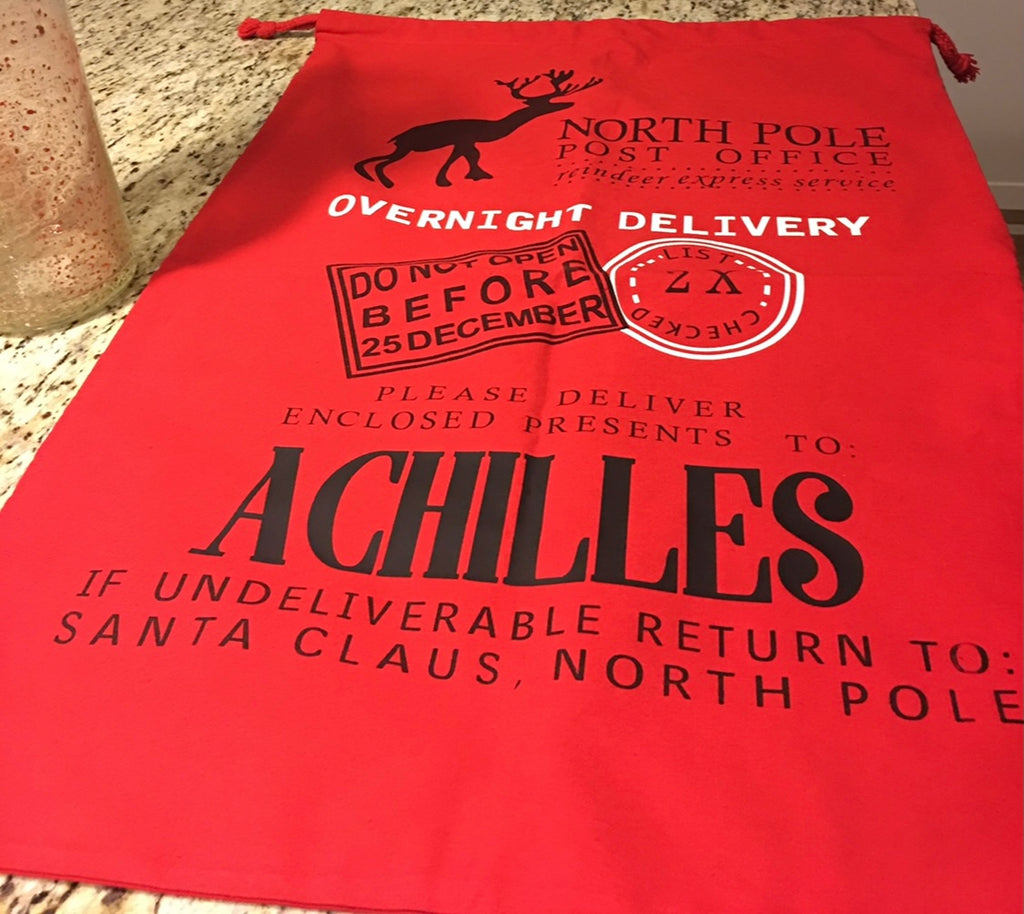 NORTH POLE
POST OFFICE
reindeer express service
OVERNIGHT DELIVERY
DO NOT OPEN
BEFORE
25 DECEMBER
LIST
2X
CHECKED
PLEASE DELIVER
ENCLOSED PRESENTS TO:
ACHILLES
IF UNDELIVERABLE RETURN TO:
SANTA CLAUS, NORTH POLE